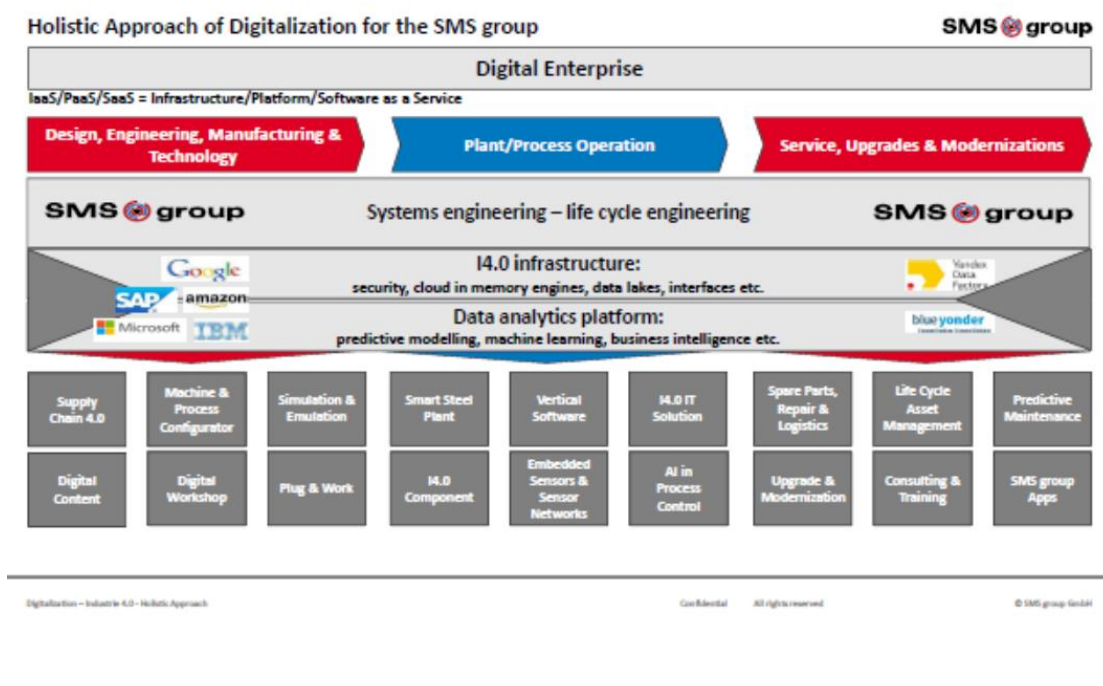 Holistic Approach of Digitalization for the SMS group
SMS group
Digital Enterprise
IaaS/PaaS/SaaS = Infrastructure/Platform/Software as a Service
Design, Engineering, Manufacturing &
Technology
Plant/Process Operation
Service, Upgrades & Modernizations
SMS group
Systems engineering – life cycle engineering
SMS group
Google
SAP
amazon
Microsoft
IBM
I4.0 infrastructure:
security, cloud in memory engines, data lakes, interfaces etc.
Data analytics platform:
predictive modelling, machine learning, business intelligence etc.
Yandex
Data
Factory
blue yonder
Supply
Chain 4.0
Machine &
Process
Configurator
Simulation &
Emulation
Smart Steel
Plant
Vertical
Software
I4.0 IT
Solution
Spare Parts,
Repair &
Logistics
Life Cycle
Asset
Management
Predictive
Maintenance
Digital
Content
Digital
Workshop
Plug & Work
I4.0
Component
Embedded
Sensors &
Sensor
Networks
AI in
Process
Control
Upgrade &
Modernization
Consulting &
Training
SMS group
Apps
Digitalization – Industrie 4.0 - Holistic Approach
Confidential
All rights reserved
© SMS group GmbH